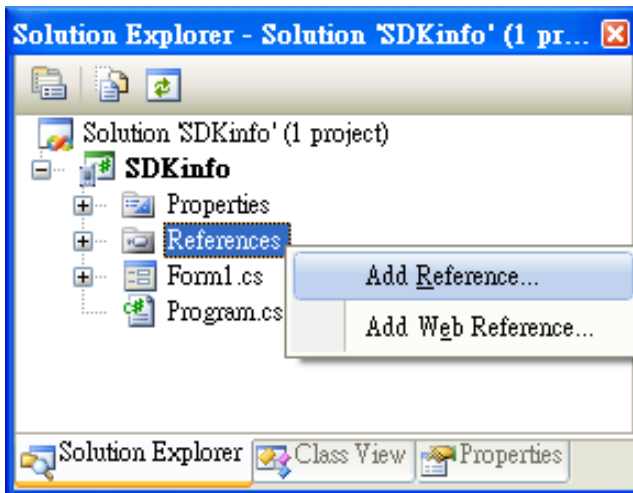 Solution Explorer - Solution 'SDKinfo' (1 pr...
Solution 'SDKinfo' (1 project)
SDKinfo
Properties
References
Form1.cs
Add Reference...
Program.cs
Add Web Reference...
Solution Explorer Class View Properties